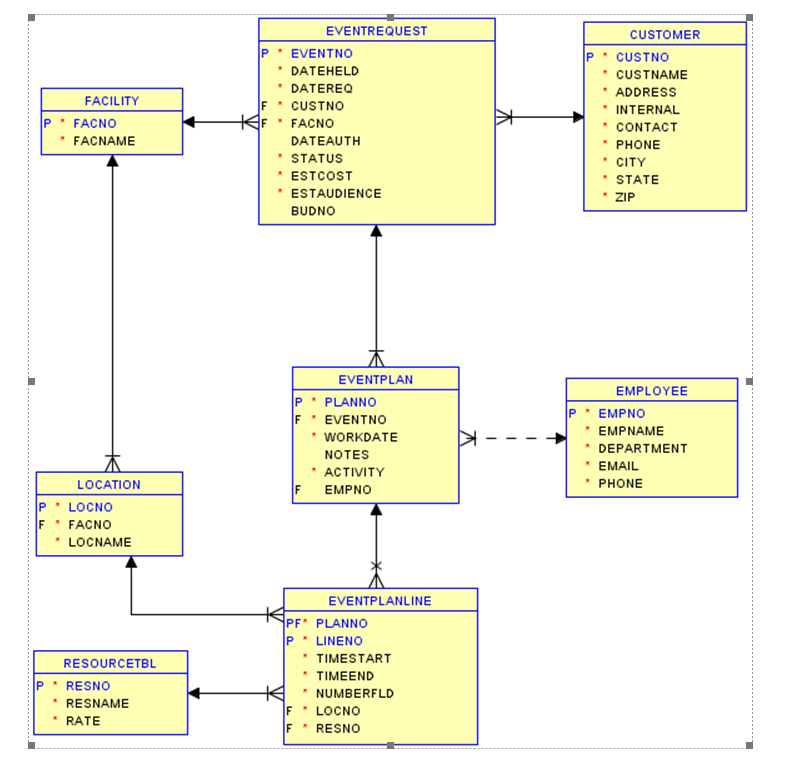 EVENTREQUEST
P * EVENTNO
* DATEHELD
* DATEREQ
F * CUSTNO
F * FACNO
DATEAUTH
* STATUS
* ESTCOST
* ESTAUDIENCE
BUDNO
CUSTOMER
P * CUSTNO
* CUSTNAME
* ADDRESS
* INTERNAL
* CONTACT
* PHONE
* CITY
* STATE
* ZIP
FACILITY
P * FACNO
* FACNAME
EVENTPLAN
P * PLANNO
F * EVENTNO
* WORKDATE
NOTES
* ACTIVITY
F EMPNO
EMPLOYEE
P * EMPNO
* EMPNAME
* DEPARTMENT
* EMAIL
* PHONE
LOCATION
P * LOCNO
F * FACNO
* LOCNAME
EVENTPLANLINE
PF* PLANNO
P * LINENO
* TIMESTART
* TIMEEND
* NUMBERFLD
F * LOCNO
F * RESNO
RESOURCETBL
P * RESNO
* RESNAME
* RATE